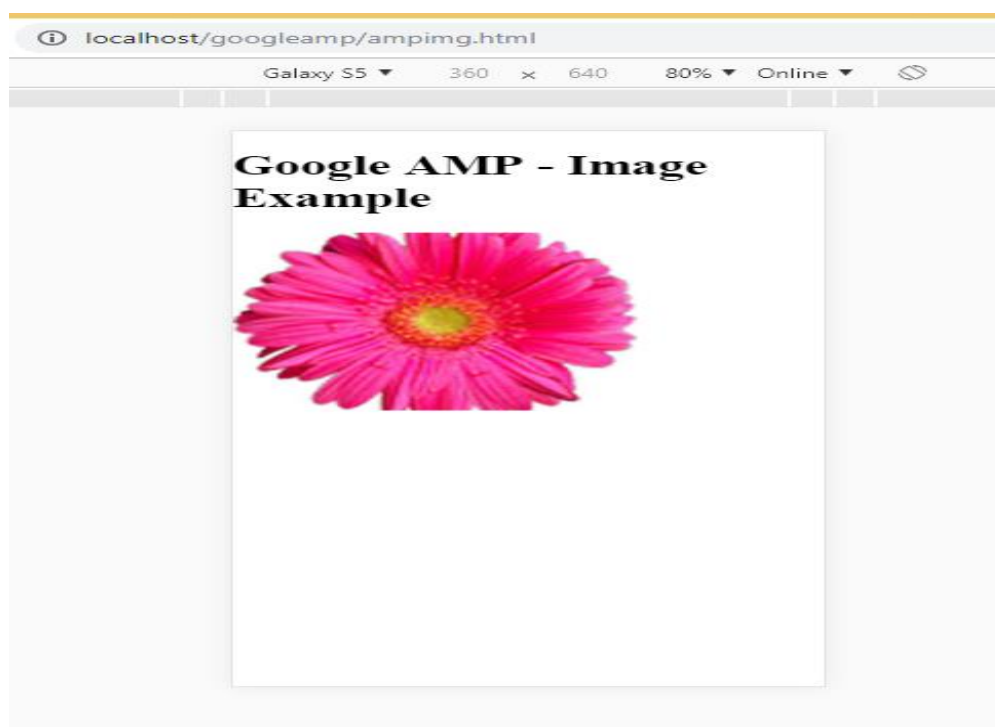 localhost/googleamp/ampimg.html
Galaxy S5 ▼ 360 × 640 80% ▼ Online ▼
Google AMP - Image
Example